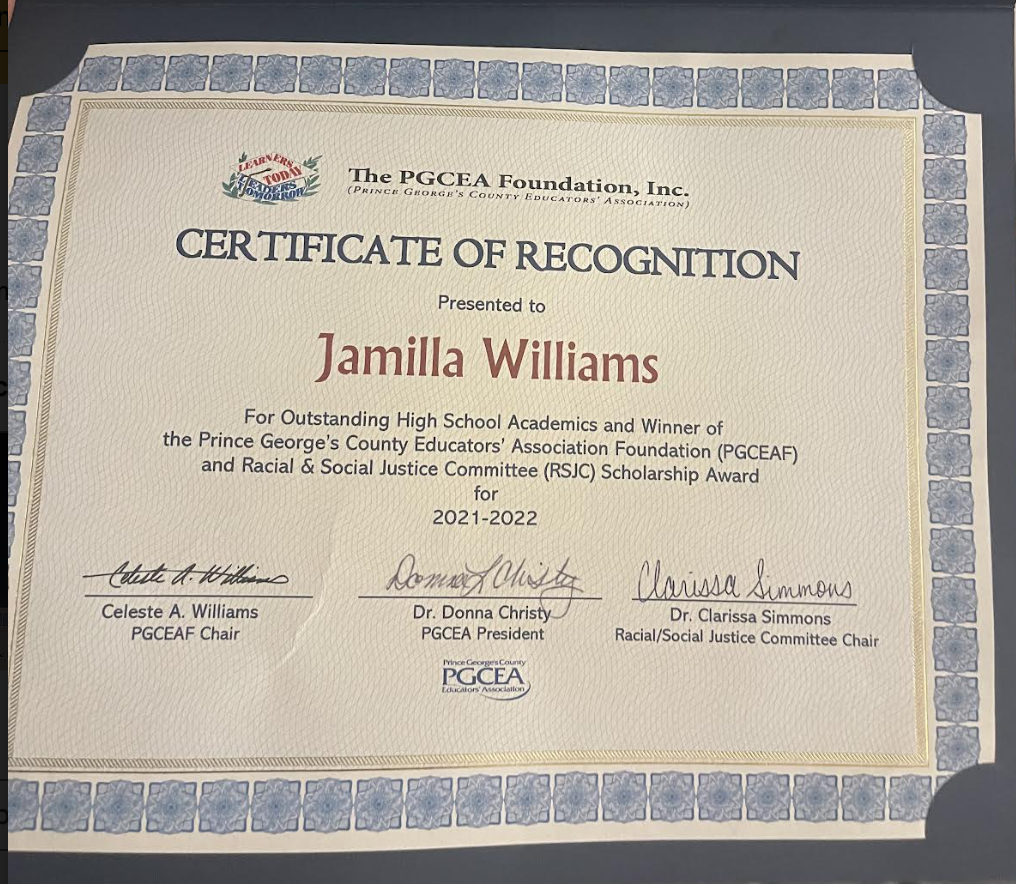 LEARNERS
TODAY
LEADERS
TOMORROW
The PGCEA Foundation, Inc.
(PRINCE GEORGE'S COUNTY EDUCATORS' ASSOCIATION)
CERTIFICATE OF RECOGNITION
Presented to
Jamilla Williams
For Outstanding High School Academics and Winner of
the Prince George's County Educators' Association Foundation (PGCEAF)
and Racial & Social Justice Committee (RSJC) Scholarship Award
for
2021-2022
Celeste A. Williams Donna L Christy Clarissa Simmons
Celeste A. Williams Dr. Donna Christy Dr. Clarissa Simmons
PGCEAF Chair PGCEA President Racial/Social Justice Committee Chair
Prince George's County
PGCEA
Educators' Association